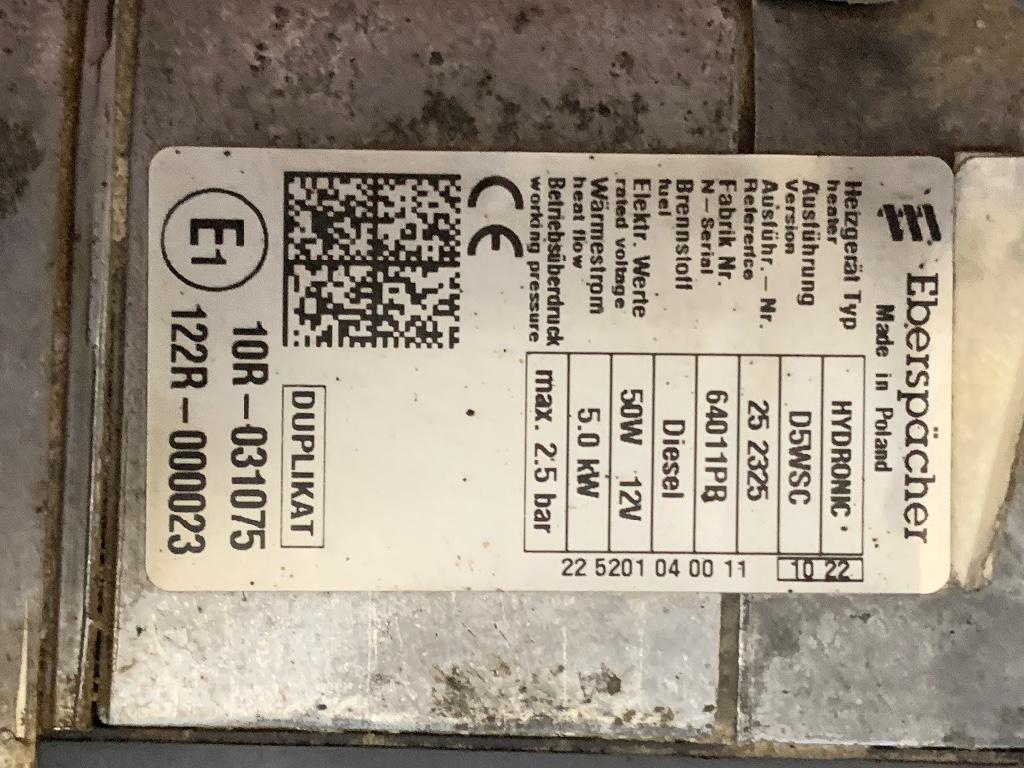 Eberspächer
Made in Poland
Heizgerät Typ
heater
HYDRONIC
Ausführung
Version
D5WSC
10 22
Ausführ.-Nr.
Reference
25 2325
Fabrik Nr.
N-Serial
64011PB
Brennstoff
fuel
Diesel
Elektr. Werte
rated voltage
50W 12V
Wärmestrom
heat flow
5.0 kW
Betriebsüberdruck
working pressure
max. 2.5 bar
22 5201 04 00 11
CE
DUPLIKAT
E1
10R-031075
122R-000023